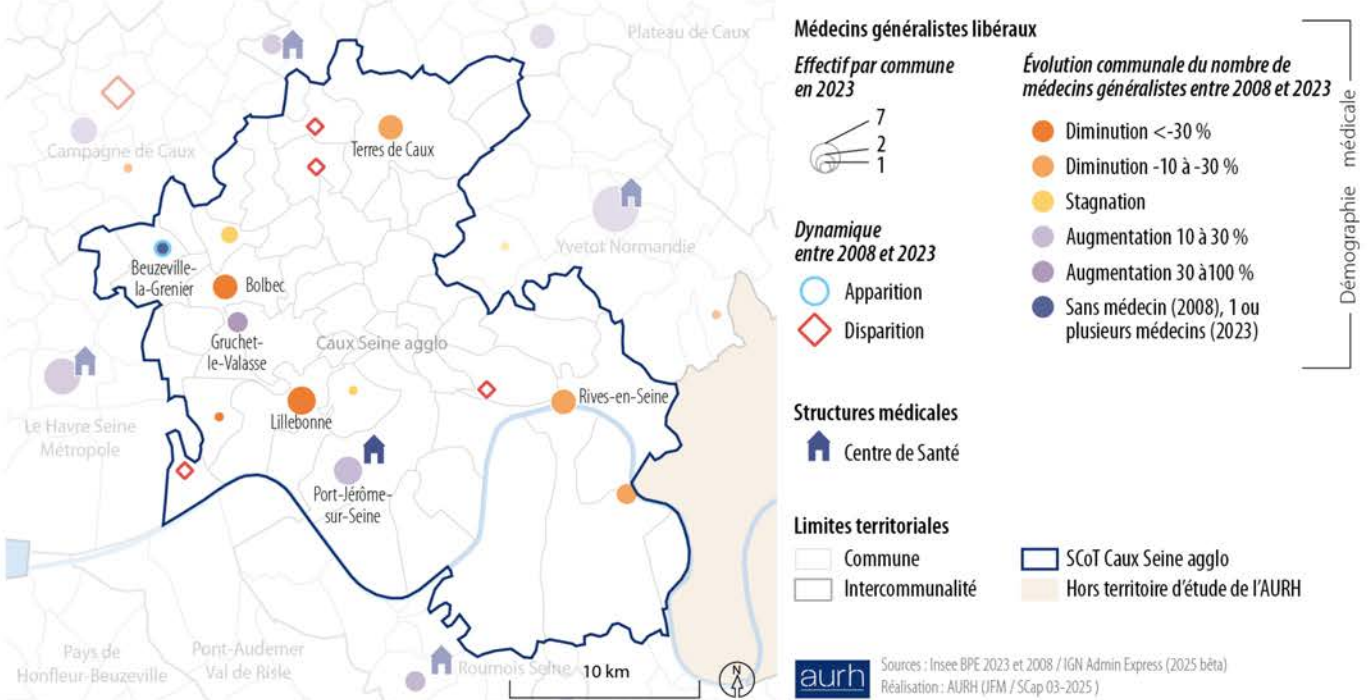 Plateau de Caux
Campagne de Caux
Terres de Caux
Yvetot Normandie
Beuzeville-
la-Grenier
Bolbec
Gruchet-
le-Valasse
Caux Seine agglo
Le Havre Seine
Métropole
Lillebonne
Rives-en-Seine
Port-Jérôme-
sur-Seine
Pays de
Honfleur-Beuzeville
Pont-Audemer
Val de Risle
Roumois Seine
10 km
N
Médecins généralistes libéraux
Effectif par commune
en 2023
7
2
1
Dynamique
entre 2008 et 2023
Apparition
Disparition
Évolution communale du nombre de
médecins généralistes entre 2008 et 2023
Diminution <-30 %
Diminution -10 à -30 %
Stagnation
Augmentation 10 à 30 %
Augmentation 30 à100 %
Sans médecin (2008), 1 ou
plusieurs médecins (2023)
Démographie médicale
Structures médicales
Centre de Santé
Limites territoriales
Commune
Intercommunalité
SCoT Caux Seine agglo
Hors territoire d'étude de l'AURH
aurh
Sources : Insee BPE 2023 et 2008 / IGN Admin Express (2025 bêta)
Réalisation : AURH (JFM / SCap 03-2025 )